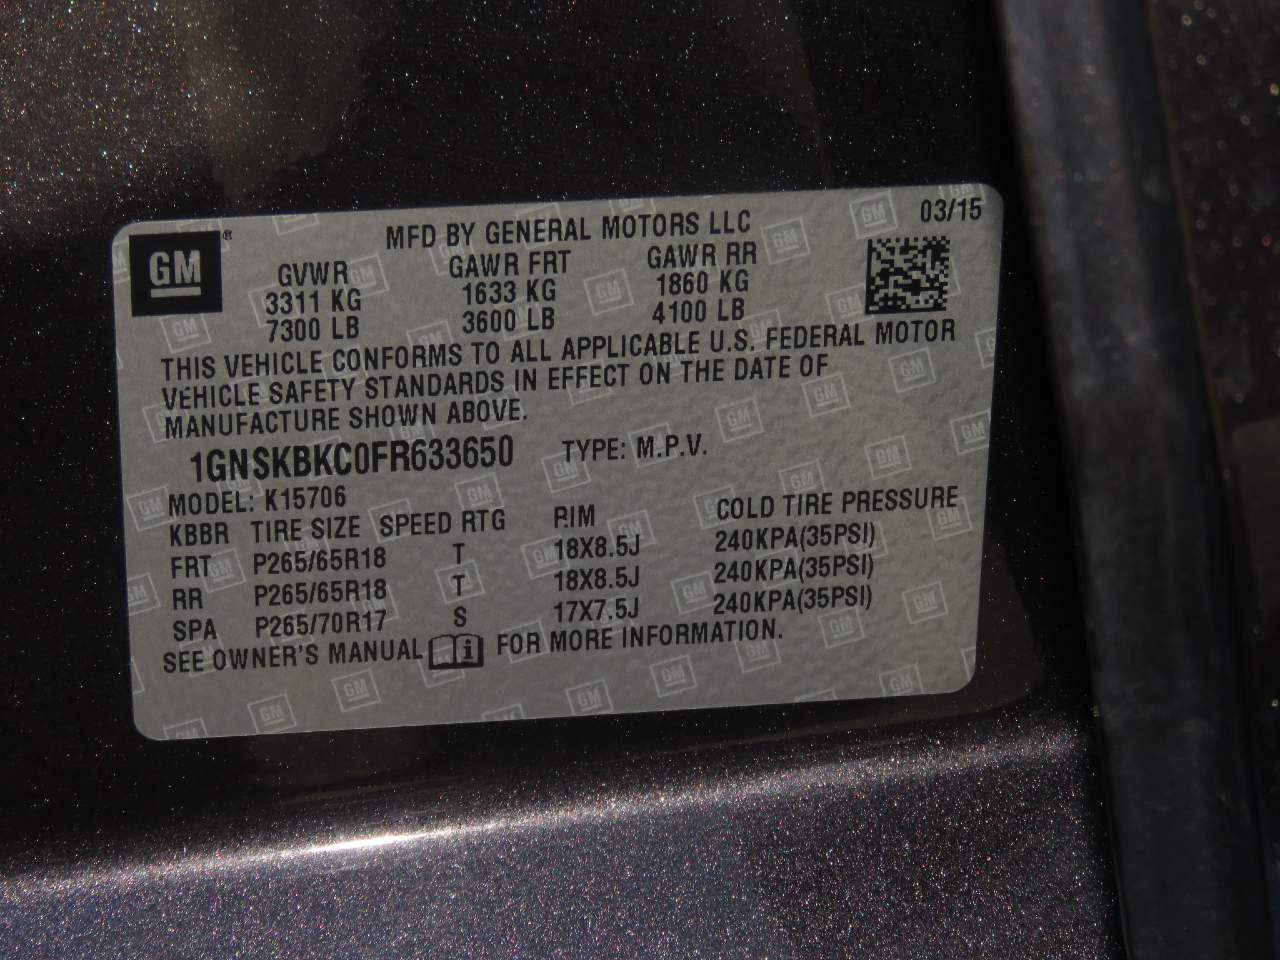 MFD BY GENERAL MOTORS LLC 03/15
GM ®
GVWR GAWR FRT GAWR RR
3311 KG 1633 KG 1860 KG
7300 LB 3600 LB 4100 LB
THIS VEHICLE CONFORMS TO ALL APPLICABLE U.S. FEDERAL MOTOR
VEHICLE SAFETY STANDARDS IN EFFECT ON THE DATE OF
MANUFACTURE SHOWN ABOVE.
1GNSKBKC0FR633650 TYPE: M.P.V.
MODEL: K15706
KBBR TIRE SIZE SPEED RTG RIM COLD TIRE PRESSURE
FRT P265/65R18 T 18X8.5J 240KPA(35PSI)
RR P265/65R18 T 18X8.5J 240KPA(35PSI)
SPA P265/70R17 S 17X7.5J 240KPA(35PSI)
SEE OWNER'S MANUAL i FOR MORE INFORMATION.